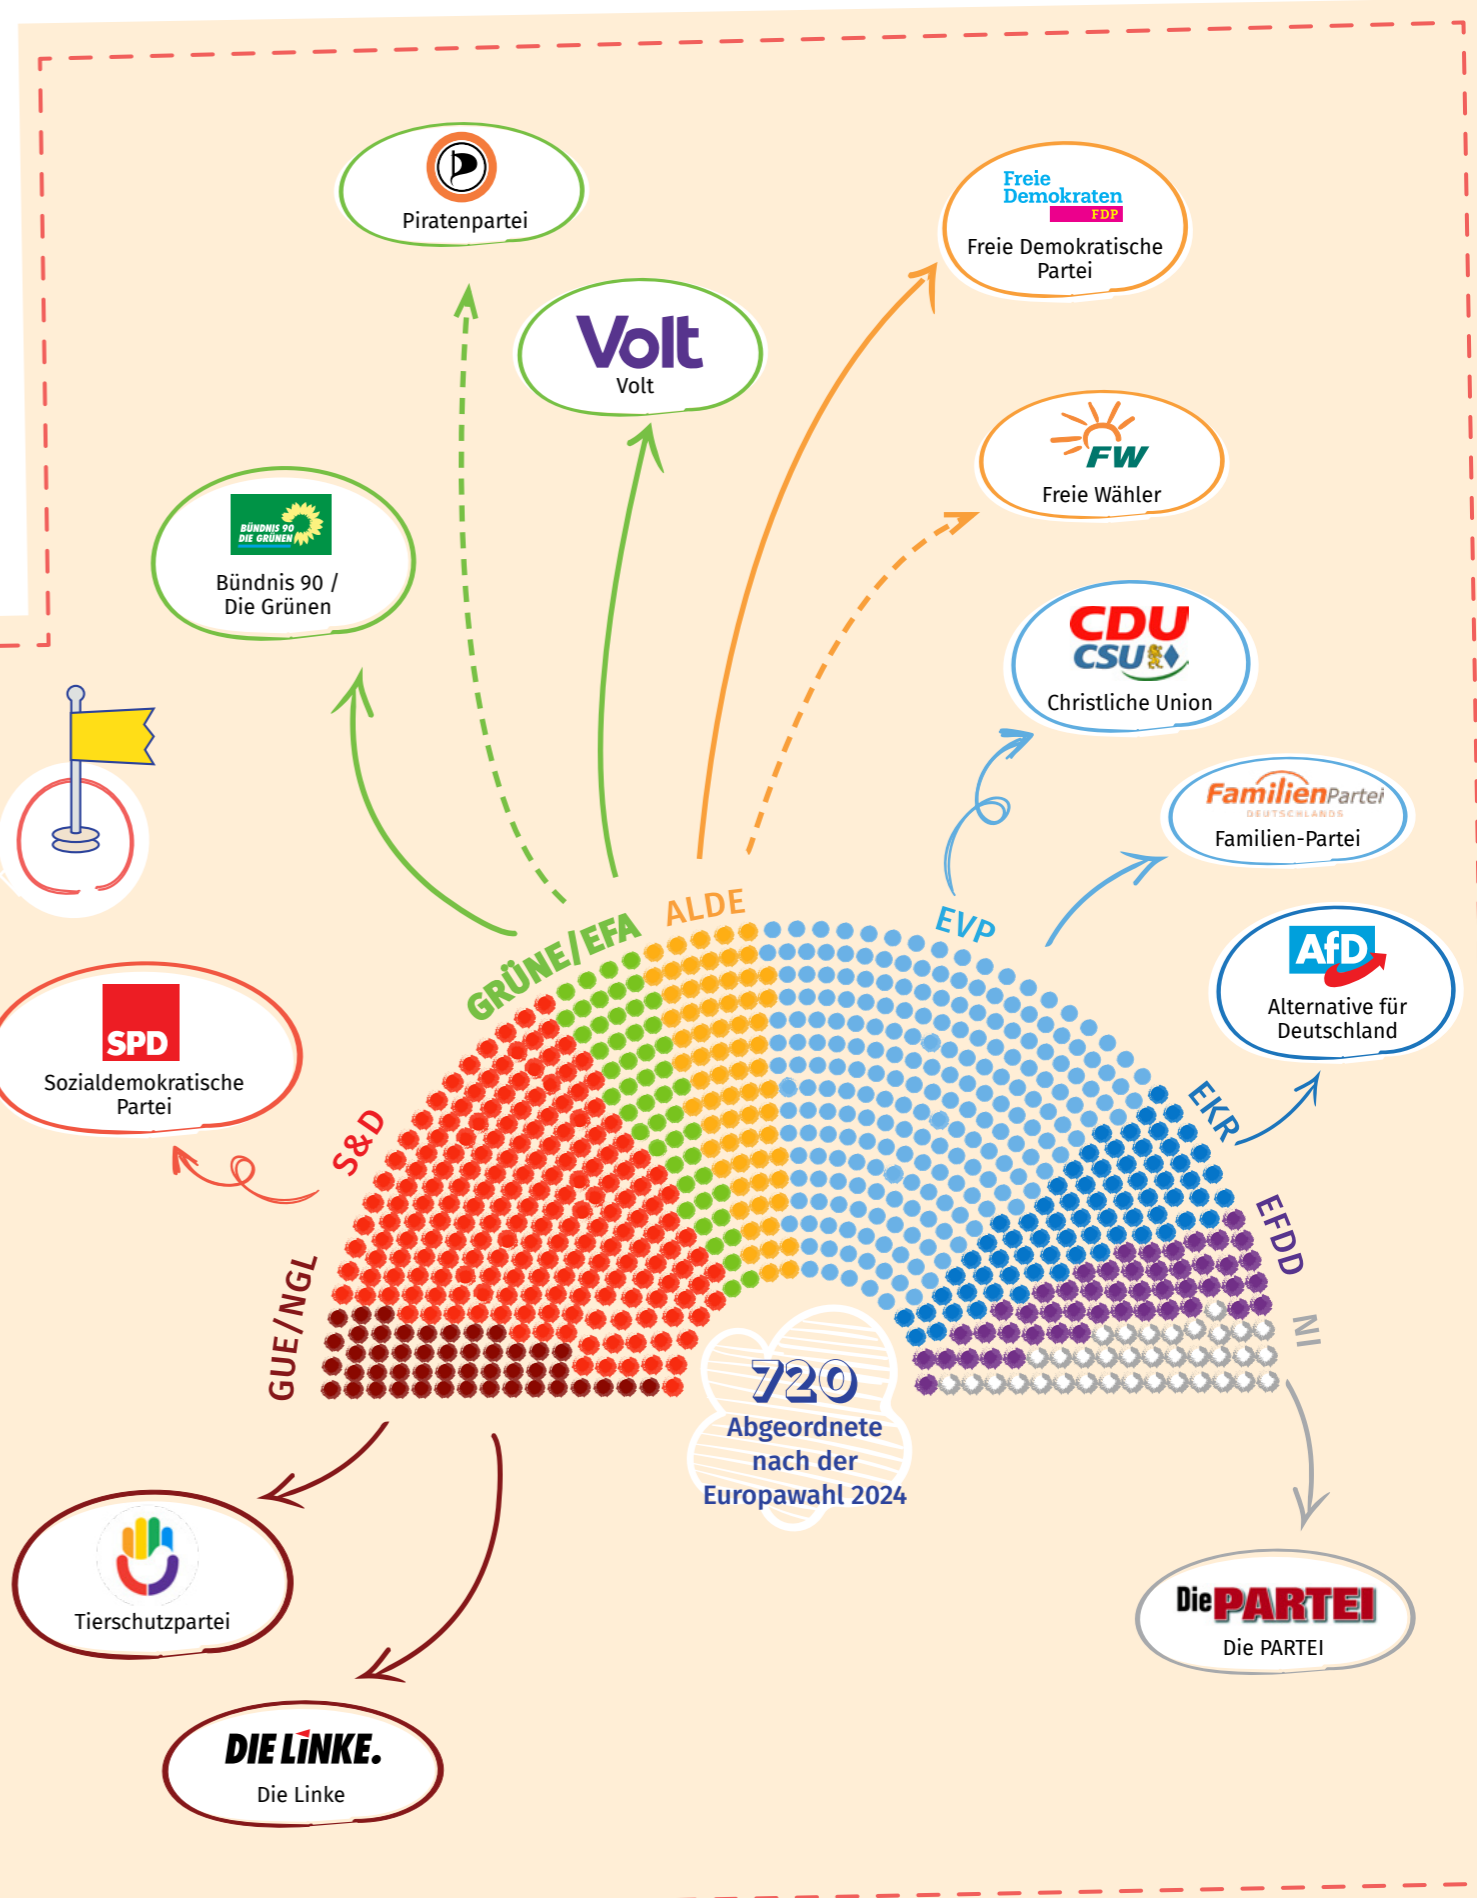 Piratenpartei
Freie
Demokraten
FDP
Freie Demokratische
Partei
Volt
Volt
FW
Freie Wähler
BÜNDNIS 90
DIE GRÜNEN
Bündnis 90 /
Die Grünen
CDU
CSU
Christliche Union
FamilienPartei
DEUTSCHLANDS
Familien-Partei
AfD
Alternative für
Deutschland
SPD
Sozialdemokratische
Partei
GUE/NGL
S&D
GRÜNE/EFA
ALDE
EVP
EKR
EFDD
NI
720
Abgeordnete
nach der
Europawahl 2024
Tierschutzpartei
DIE LINKE.
Die Linke
Die PARTEI
Die PARTEI